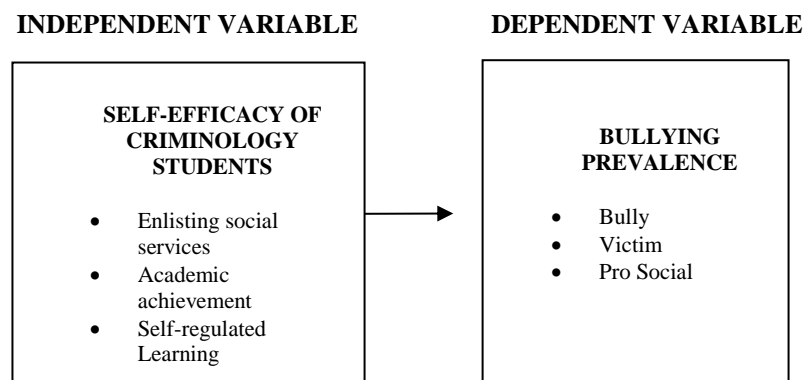 INDEPENDENT VARIABLE
DEPENDENT VARIABLE
SELF-EFFICACY OF
CRIMINOLOGY
STUDENTS
• Enlisting social
services
• Academic
achievement
• Self-regulated
Learning
BULLYING
PREVALENCE
• Bully
• Victim
• Pro Social